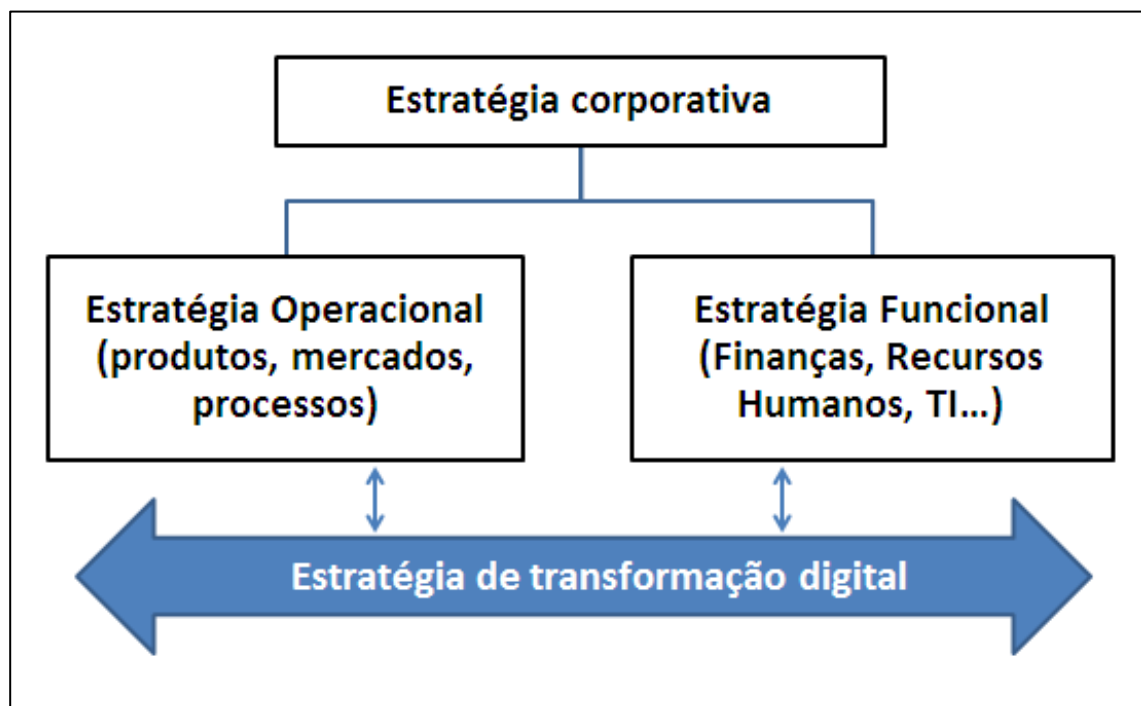 Estratégia corporativa
Estratégia Operacional
(produtos, mercados,
processos)
Estratégia Funcional
(Finanças, Recursos
Humanos, TI...)
Estratégia de transformação digital